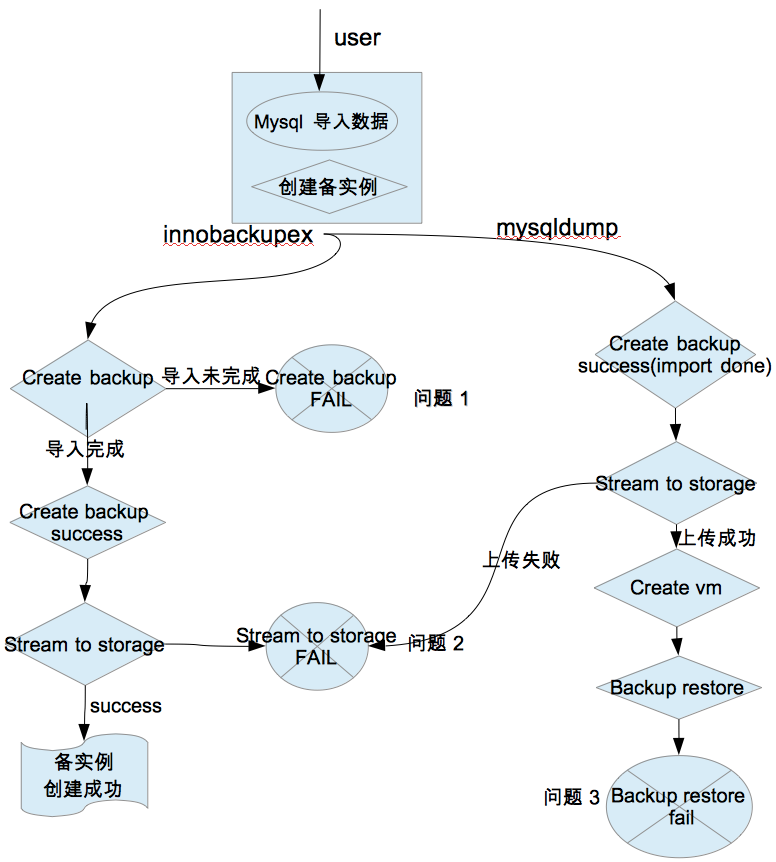 user
Mysql 导入数据
创建备实例
innobackupex
mysqldump
Create backup
导入未完成
Create backup
FAIL
问题 1
导入完成
Create backup
success
Stream to storage
Stream to storage
FAIL
问题 2
success
备实例
创建成功
Create backup
success(import done)
Stream to storage
上传失败
上传成功
Create vm
Backup restore
问题 3
Backup restore
fail